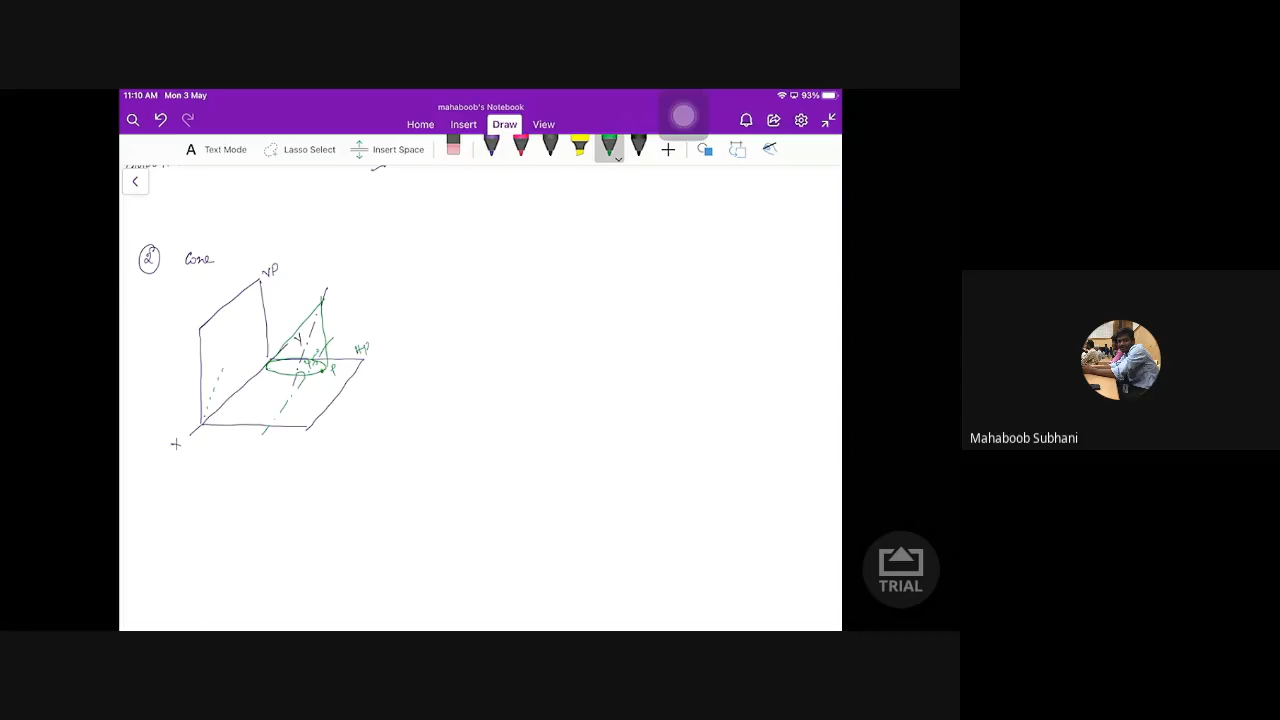 11:10 AM Mon 3 May
93%
mahaboob's Notebook
Home Insert Draw View
A Text Mode Lasso Select Insert Space
2 Cone
VP
Y
HP
P
X
Mahaboob Subhani
TRIAL